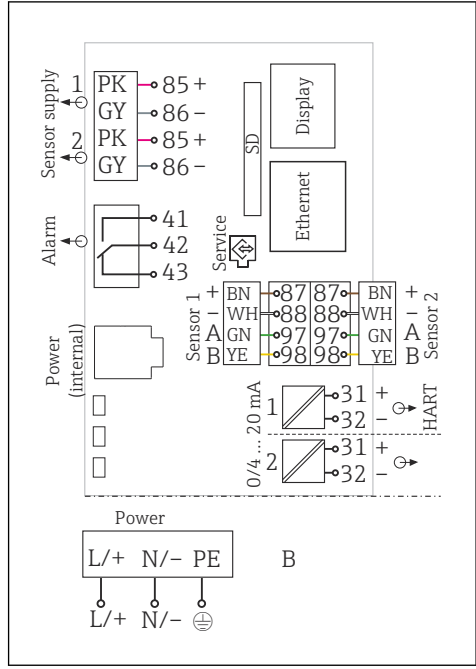 Sensor supply
1 PK 85 +
GY 86 –
2 PK 85 +
GY 86 –
Display
SD
Ethernet
Alarm
41
42
43
Service
Sensor 1
+ BN 87 87 BN +
– WH 88 88 WH –
A GN 97 97 GN A
B YE 98 98 YE B
Sensor 2
Power
(internal)
0/4 ... 20 mA
1 31 +
32 –
HART
2 31 +
32 –
Power
L/+ N/– PE
B
L/+ N/–